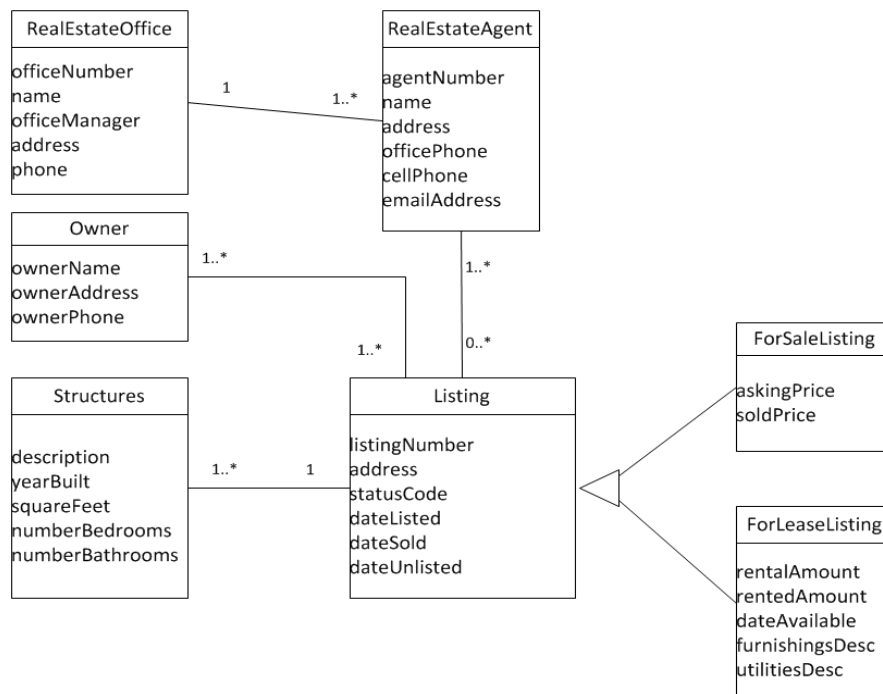 RealEstateOffice
officeNumber
name
officeManager
address
phone
1
1..*
RealEstateAgent
agentNumber
name
address
officePhone
cellPhone
emailAddress
Owner
ownerName
ownerAddress
ownerPhone
1..*
1..*
1..*
0..*
Structures
description
yearBuilt
squareFeet
numberBedrooms
numberBathrooms
1..*
1
Listing
listingNumber
address
statusCode
dateListed
dateSold
dateUnlisted
ForSaleListing
askingPrice
soldPrice
ForLeaseListing
rentalAmount
rentedAmount
dateAvailable
furnishingsDesc
utilitiesDesc